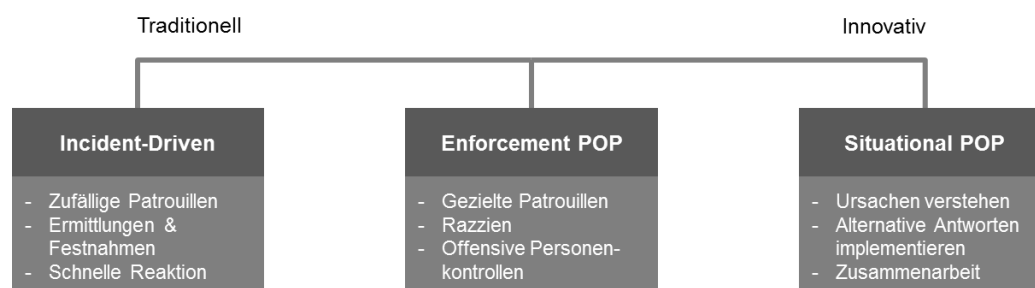 Traditionell
Innovativ
Incident-Driven
- Zufällige Patrouillen
- Ermittlungen &
Festnahmen
- Schnelle Reaktion
Enforcement POP
- Gezielte Patrouillen
- Razzien
- Offensive Personen-
kontrollen
Situational POP
- Ursachen verstehen
- Alternative Antworten
implementieren
- Zusammenarbeit